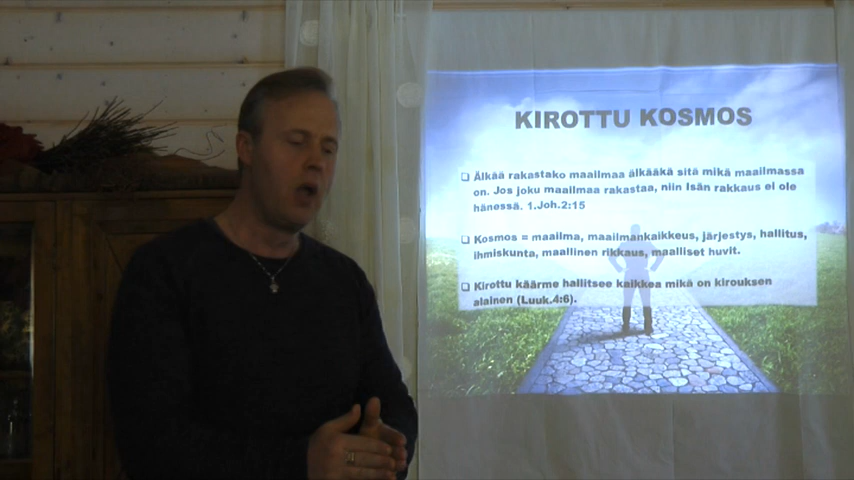 KIROTTU KOSMOS
❑ Älkää rakastako maailmaa älkääkä sitä mikä maailmassa
on. Jos joku maailmaa rakastaa, niin Isän rakkaus ei ole
hänessä. 1.Joh.2:15
❑ Kosmos = maailma, maailmankaikkeus, järjestys, hallitus,
ihmiskunta, maallinen rikkaus, maalliset huvit.
❑ Kirottu käärme hallitsee kaikkea mikä on kirouksen
alainen (Luuk.4:6).